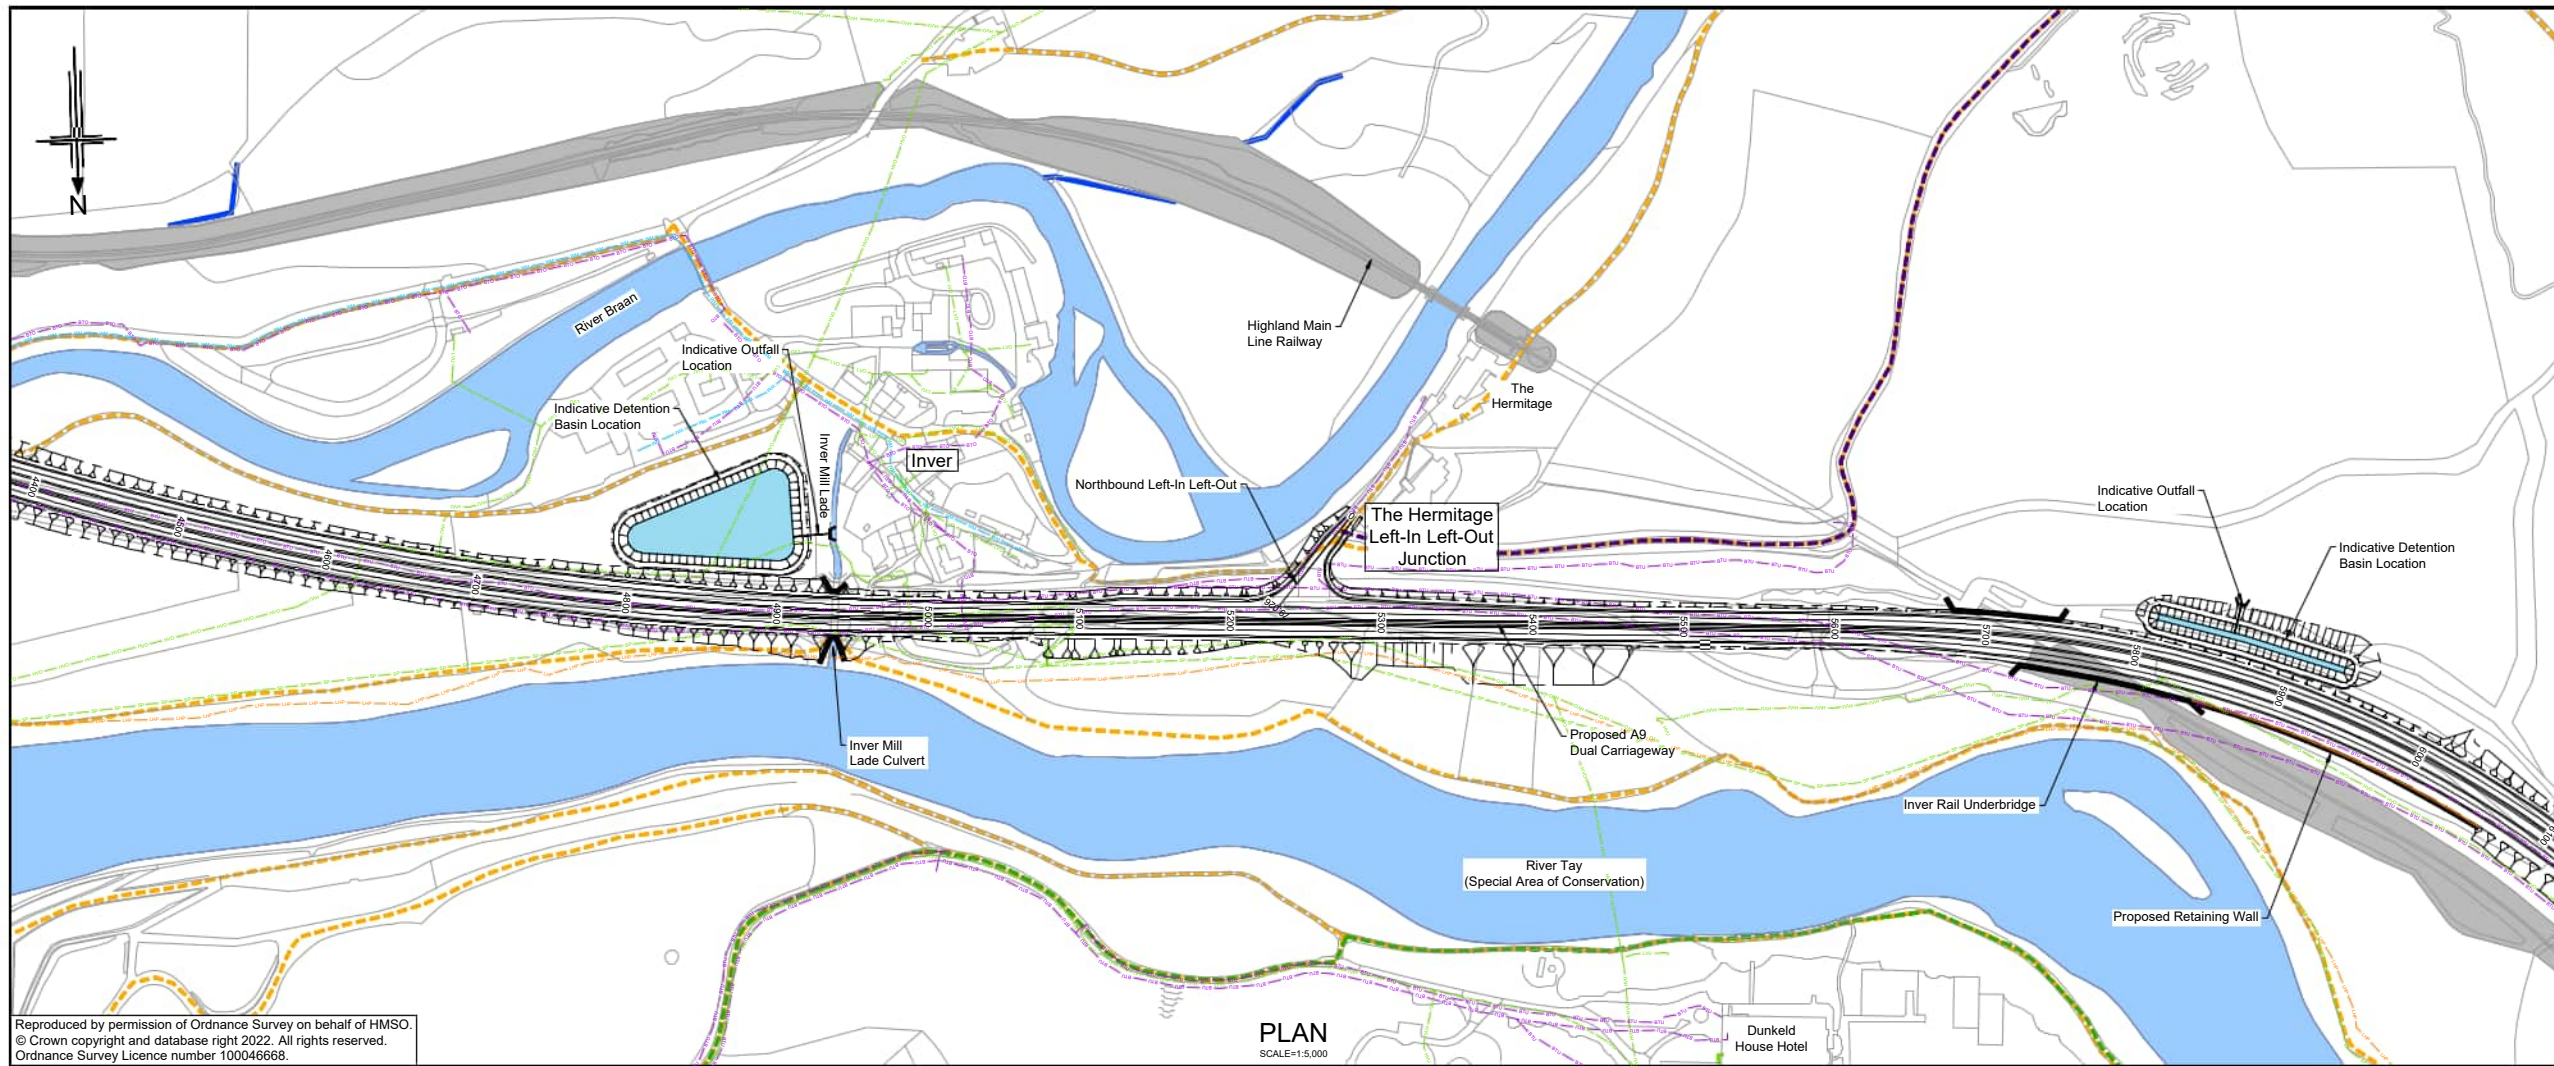 N
River Braan
Indicative Outfall
Location
Indicative Detention
Basin Location
Inver Mill Lade
Inver
Highland Main
Line Railway
The
Hermitage
Northbound Left-In Left-Out
The Hermitage
Left-In Left-Out
Junction
Indicative Outfall
Location
Indicative Detention
Basin Location
4400
4500
4600
4700
4800
4900
5000
5100
5200
5300
5400
5500
5600
5700
5800
5900
6000
6100
Inver Mill
Lade Culvert
Proposed A9
Dual Carriageway
Inver Rail Underbridge
River Tay
(Special Area of Conservation)
Proposed Retaining Wall
Dunkeld
House Hotel
PLAN
SCALE=1:5,000
Reproduced by permission of Ordnance Survey on behalf of HMSO.
© Crown copyright and database right 2022. All rights reserved.
Ordnance Survey Licence number 100046668.